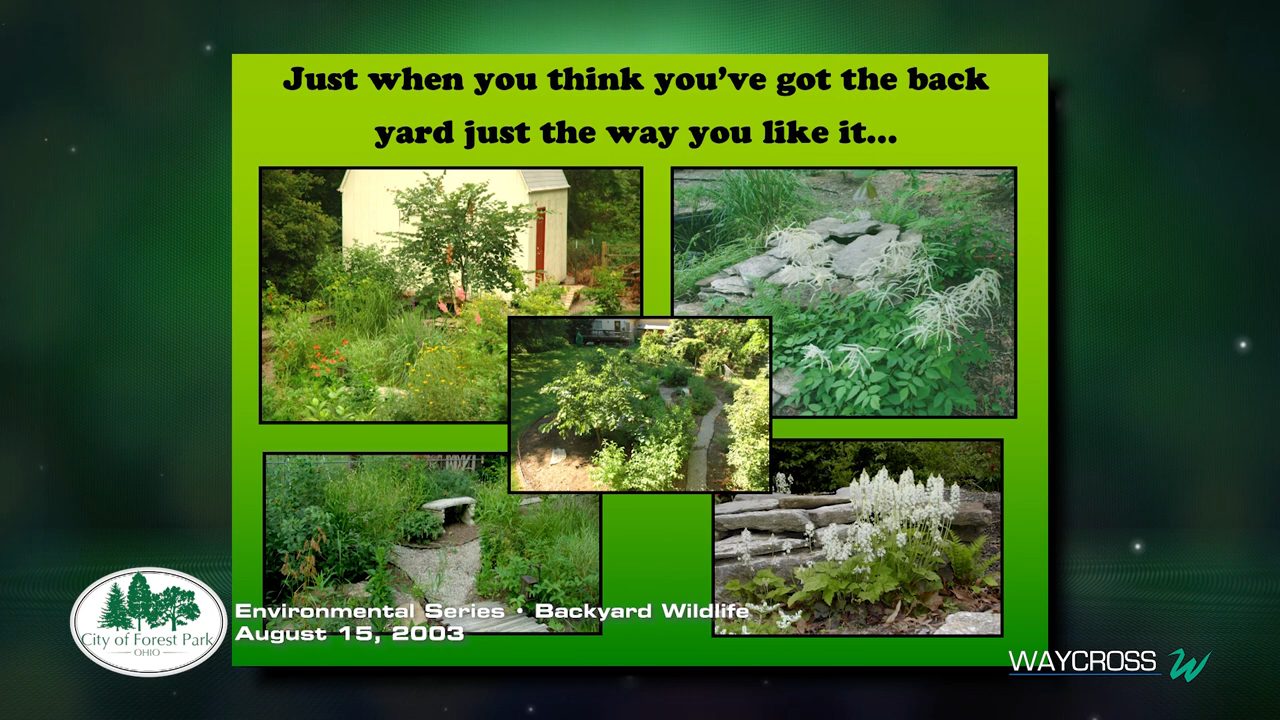 Just when you think you've got the back
yard just the way you like it...
Environmental Series • Backyard Wildlife
August 15, 2003
City of Forest Park
OHIO
WAYCROSS W